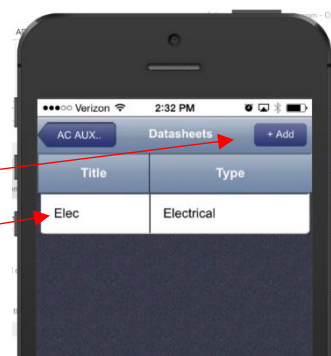 ●●●○○ Verizon 2:32 PM
AC AUX.. Datasheets + Add
Title Type
Elec Electrical